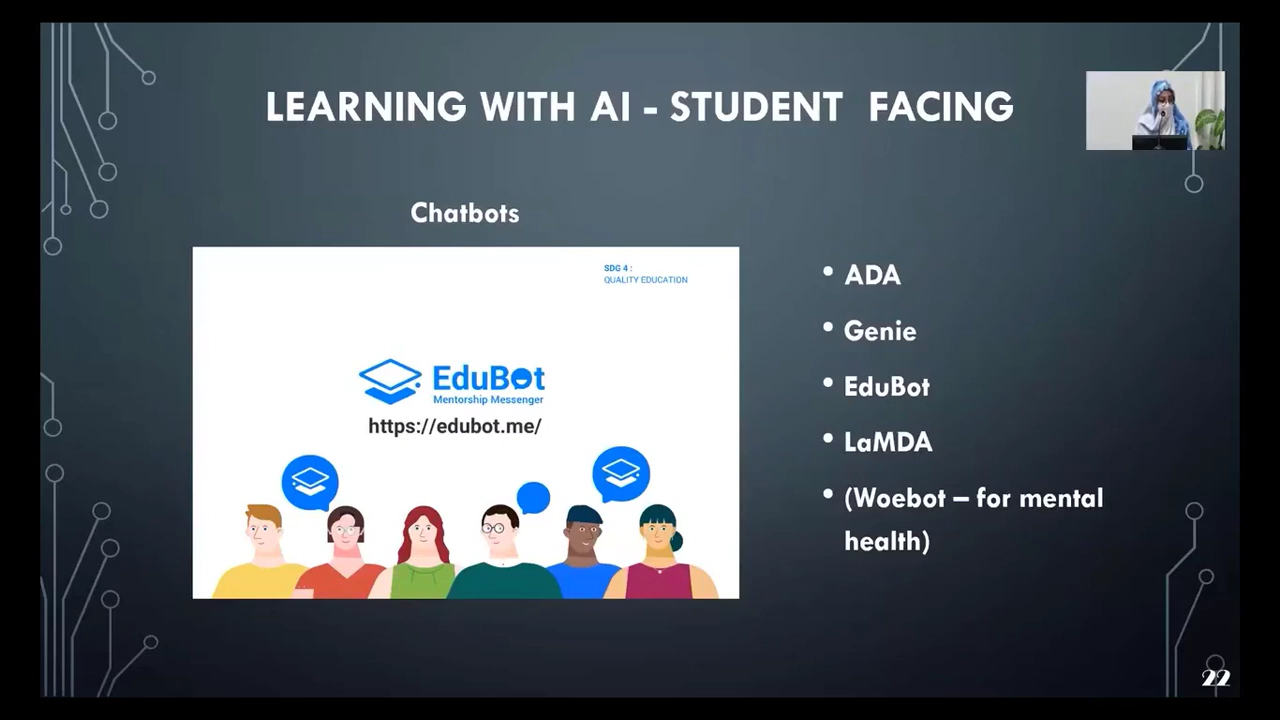 LEARNING WITH AI - STUDENT FACING
Chatbots
SDG 4 :
QUALITY EDUCATION
EduBot
Mentorship Messenger
https://edubot.me/
• ADA
• Genie
• EduBot
• LaMDA
• (Woebot – for mental
health)
22